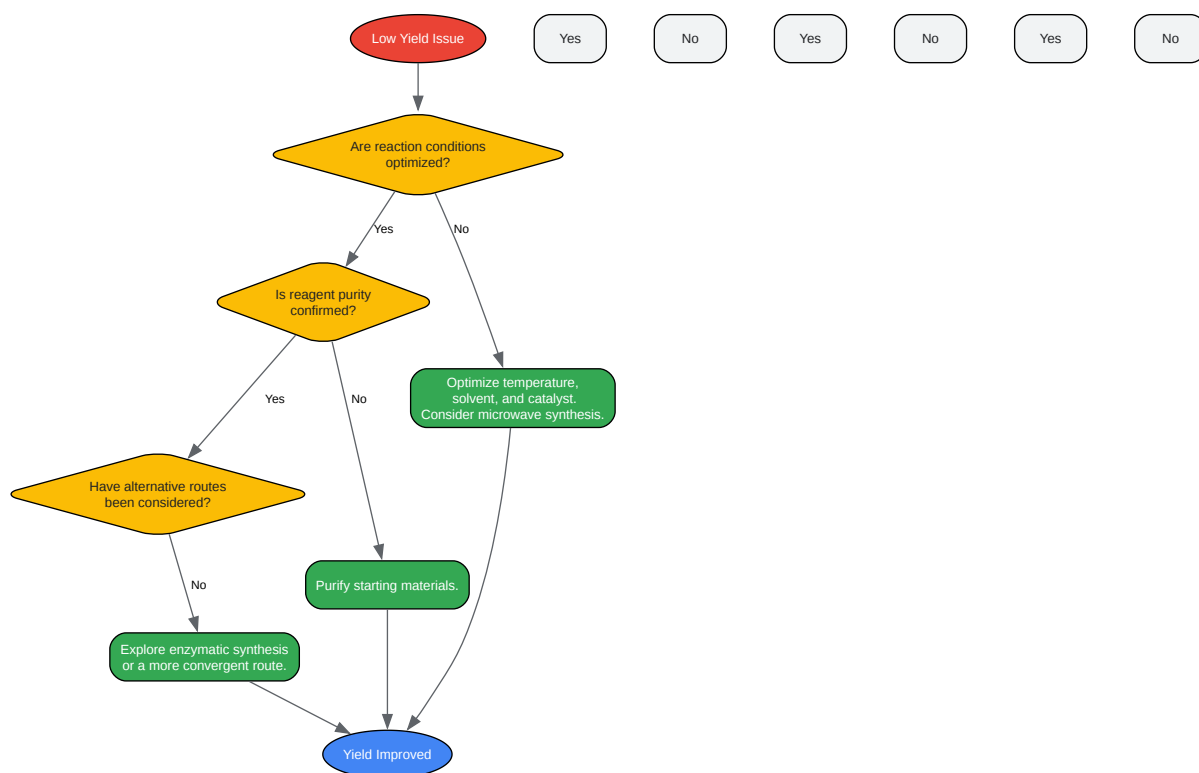 Low Yield Issue
Yes
No
Yes
No
Yes
No
Are reaction conditions
optimized?
Yes
No
Is reagent purity
confirmed?
Optimize temperature,
solvent, and catalyst.
Consider microwave synthesis.
Yes
No
Have alternative routes
been considered?
No
Purify starting materials.
Explore enzymatic synthesis
or a more convergent route.
Yield Improved